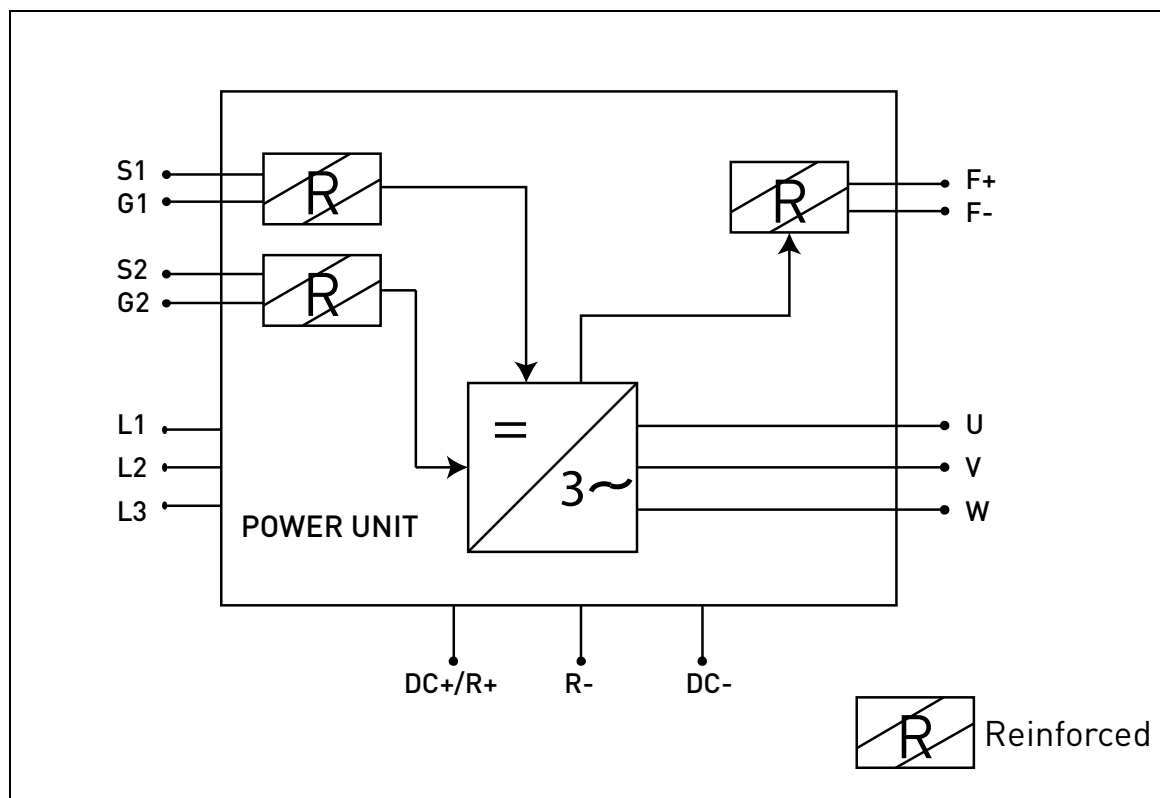 S1
R
G1
R
F+
F-
S2
R
G2
L1
=
U
L2
3~
V
L3
W
POWER UNIT
DC+/R+ R- DC-
R Reinforced